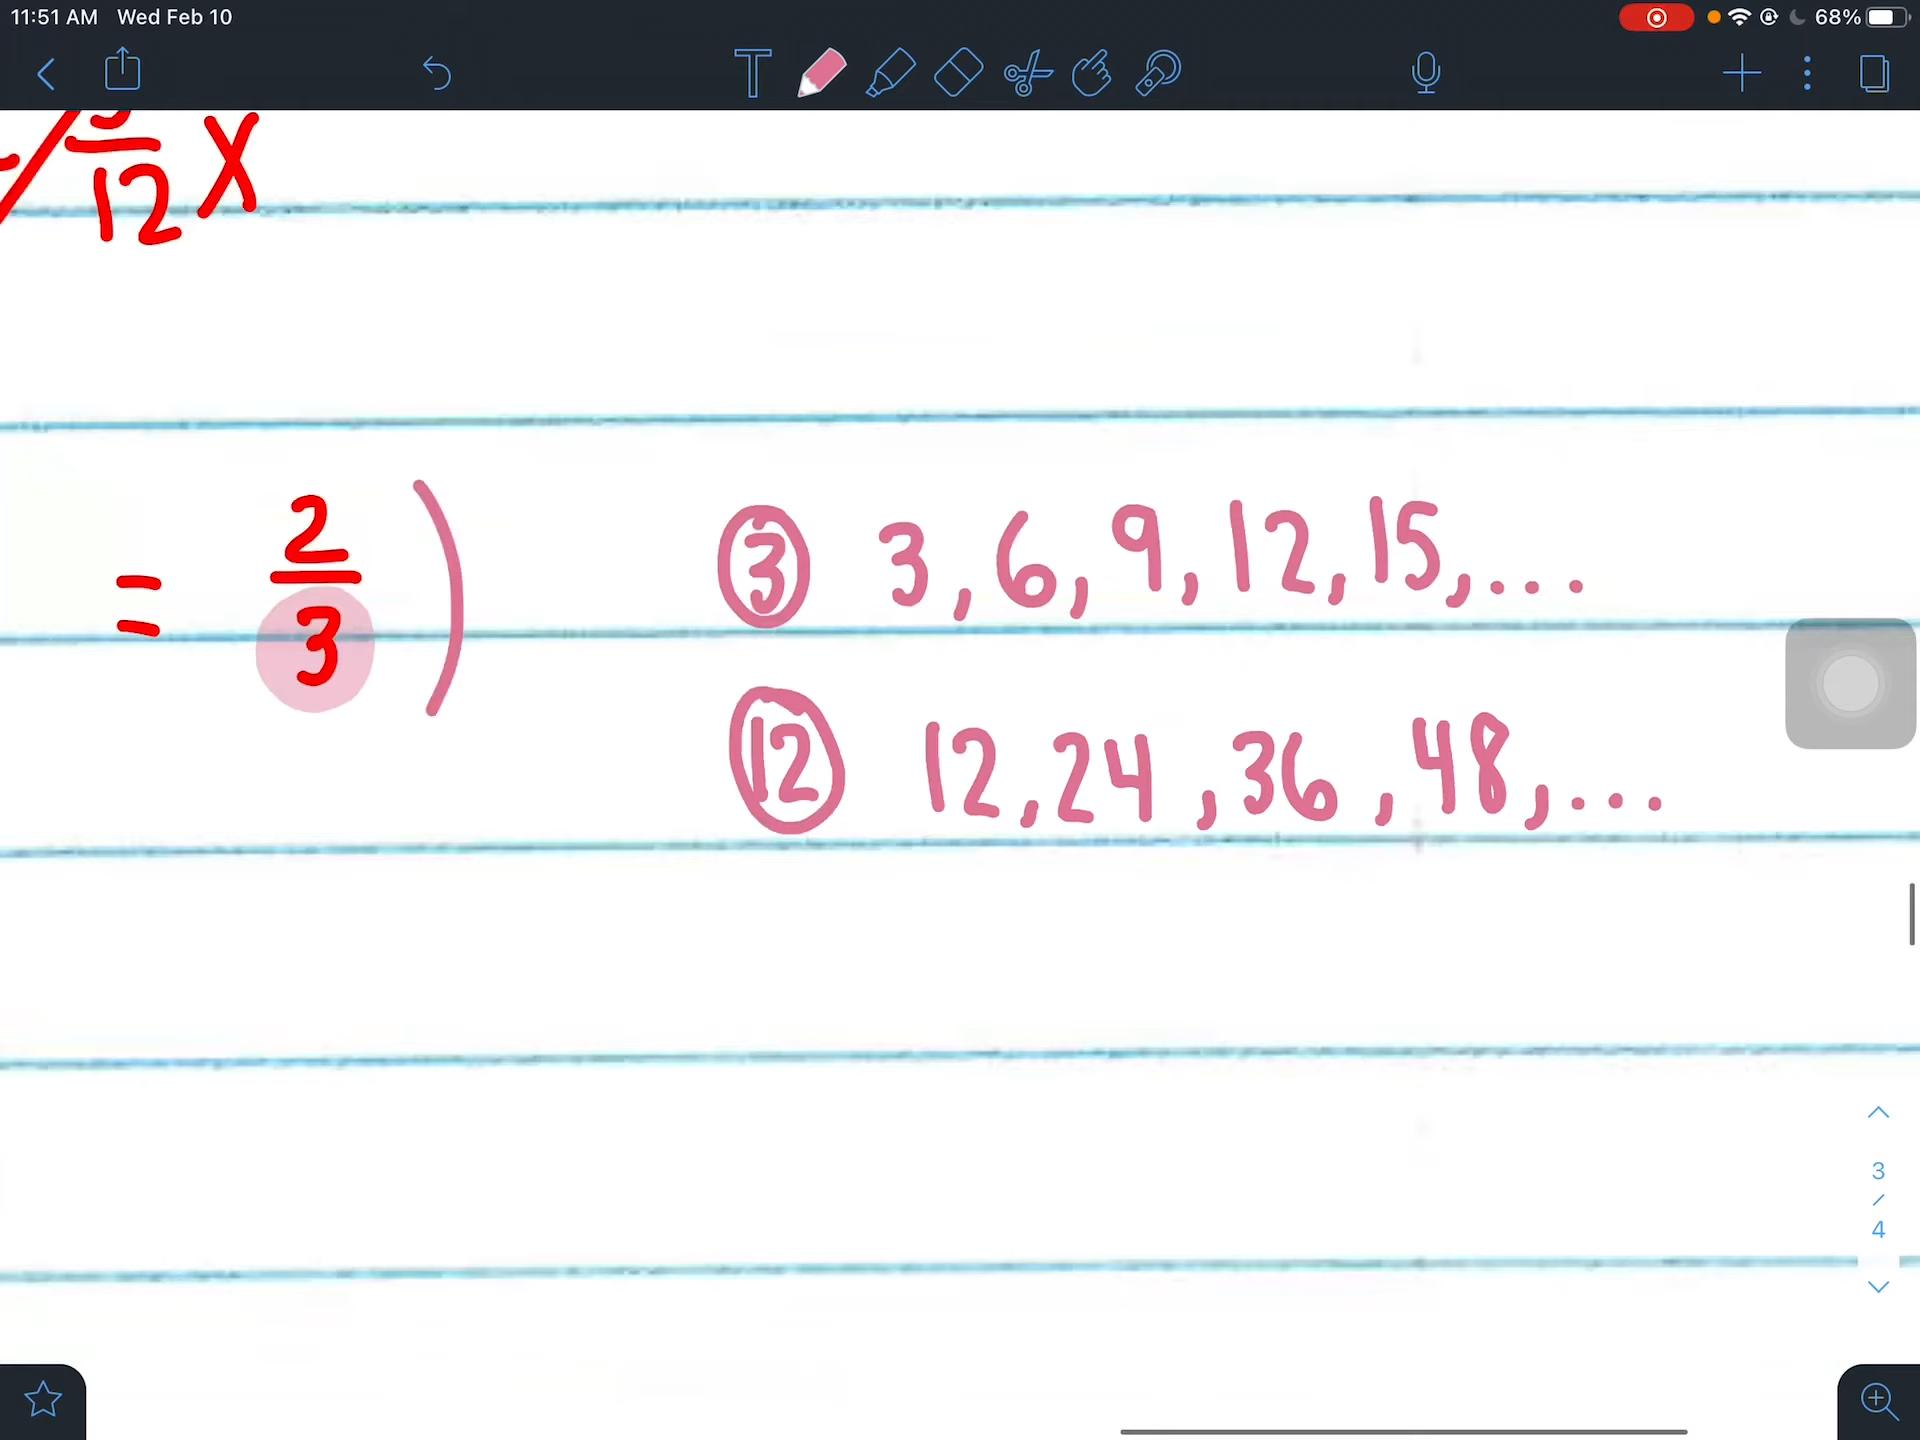 11:51 AM Wed Feb 10
68%
T
12 X
= 2/3 )
3 3, 6, 9, 12, 15, ...
12 12, 24, 36, 48, ...
3
/
4